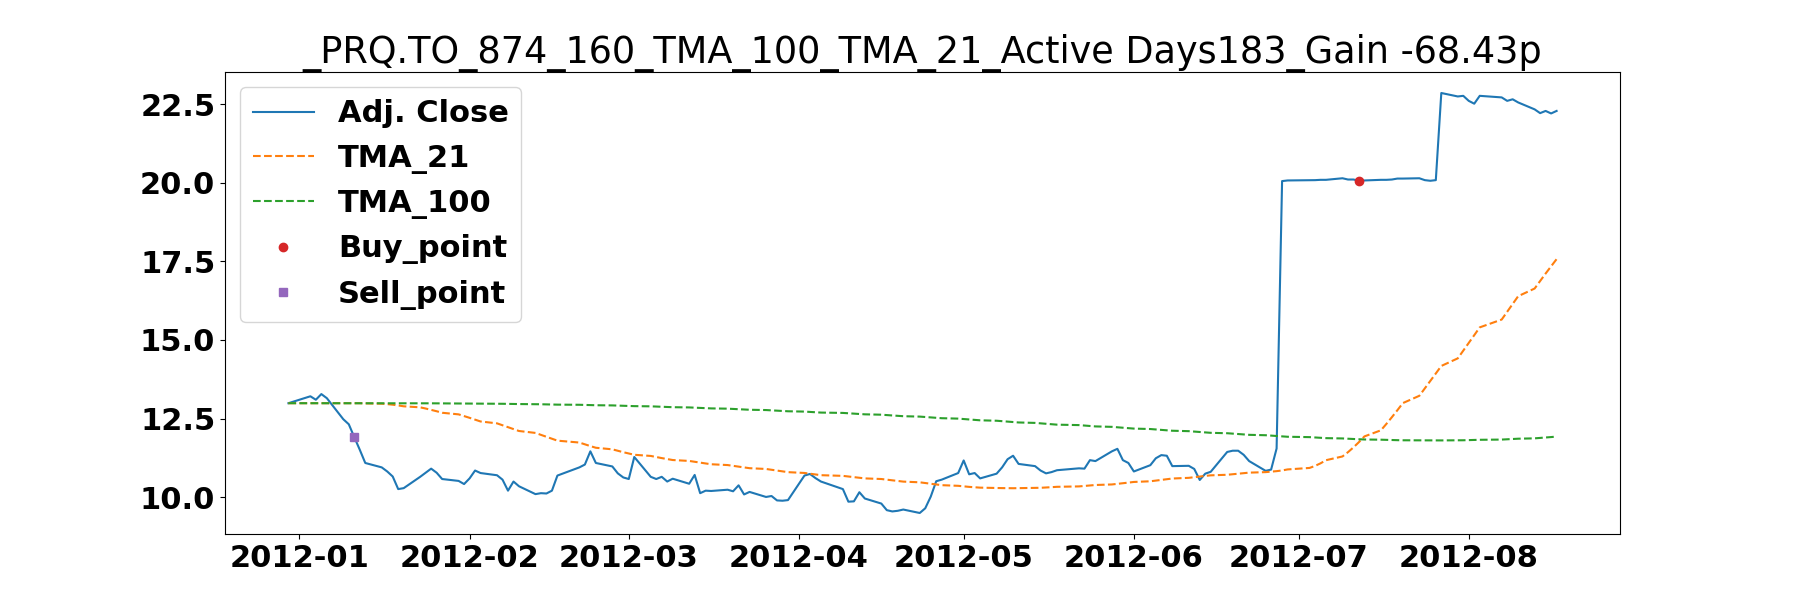 _PRQ.TO_874_160_TMA_100_TMA_21_Active Days183_Gain -68.43p
22.5
20.0
17.5
15.0
12.5
10.0
Adj. Close
TMA_21
TMA_100
Buy_point
Sell_point
2012-01 2012-02 2012-03 2012-04 2012-05 2012-06 2012-07 2012-08